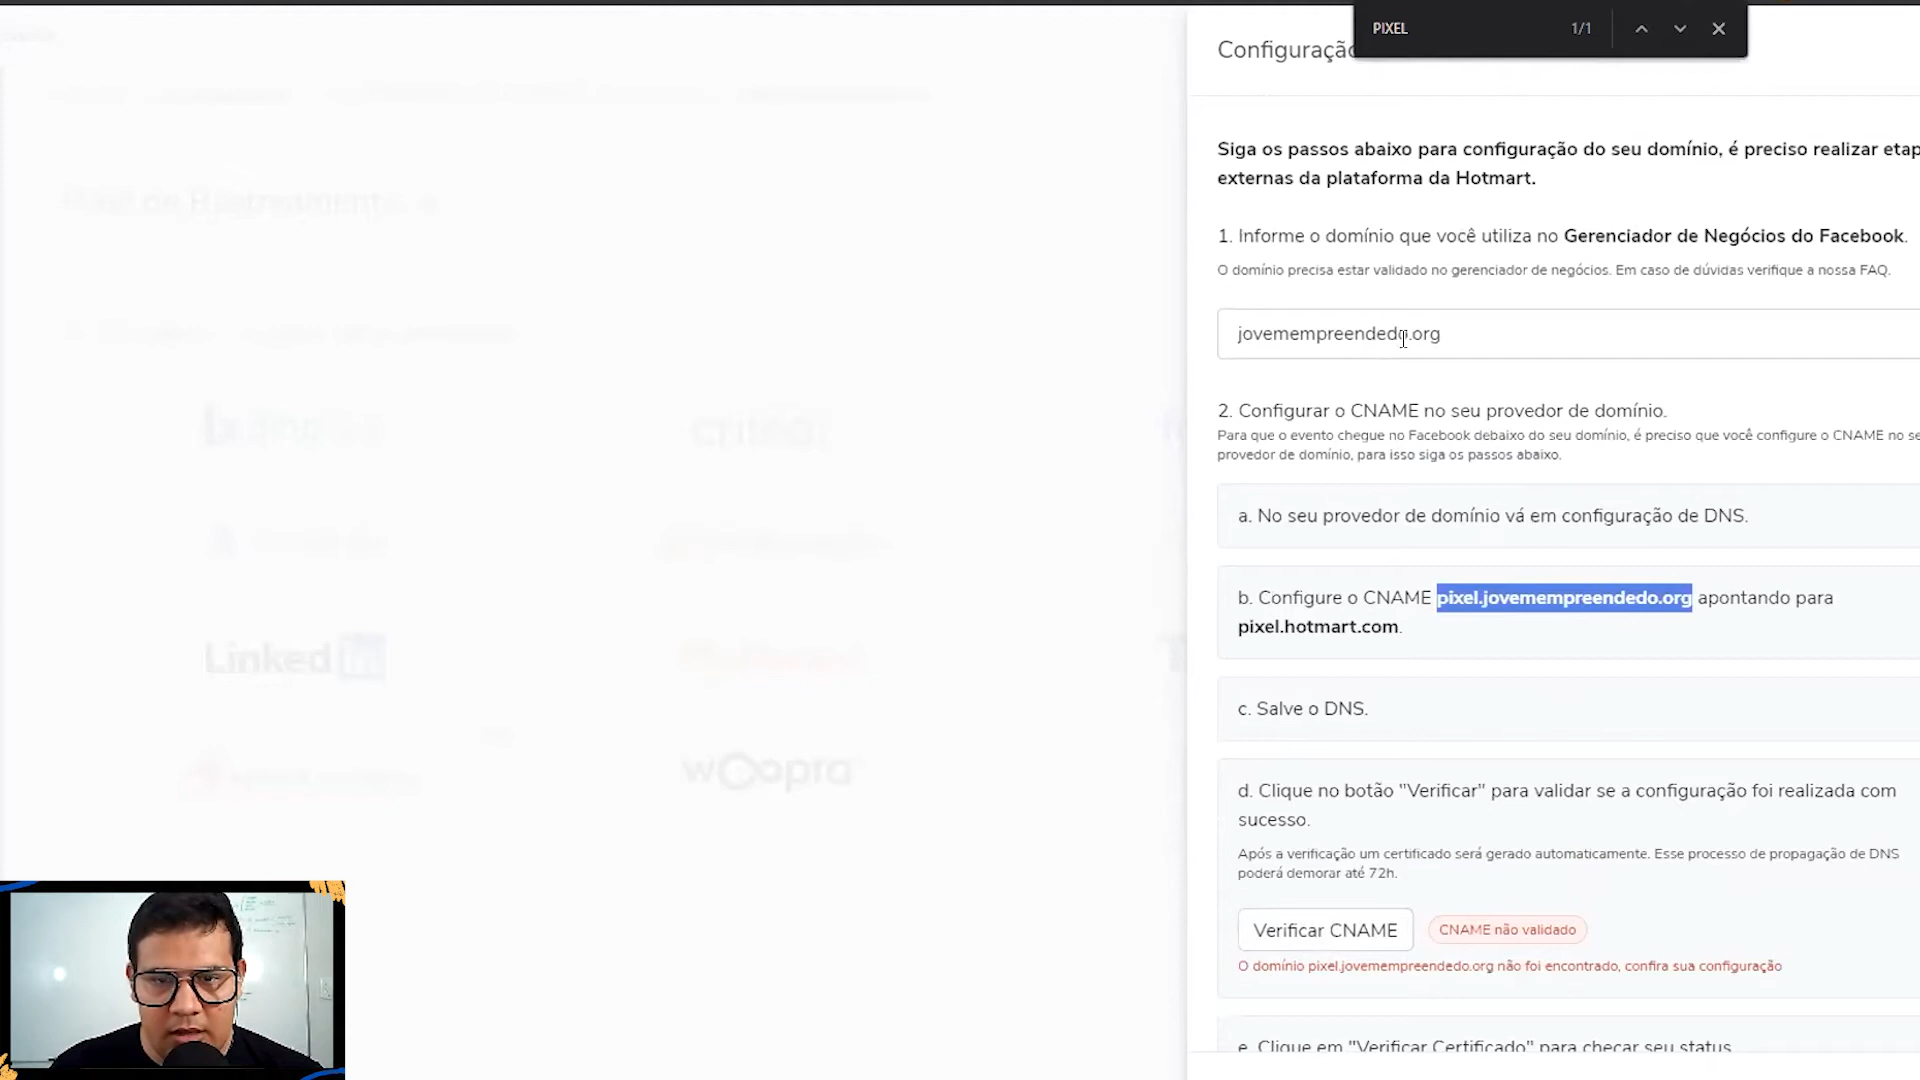 PIXEL 1/1
Configuraçã
Siga os passos abaixo para configuração do seu domínio, é preciso realizar etap
externas da plataforma da Hotmart.
1. Informe o domínio que você utiliza no Gerenciador de Negócios do Facebook.
O domínio precisa estar validado no gerenciador de negócios. Em caso de dúvidas verifique a nossa FAQ.
jovemempreendedo.org
2. Configurar o CNAME no seu provedor de domínio.
Para que o evento chegue no Facebook debaixo do seu domínio, é preciso que você configure o CNAME no se
provedor de domínio, para isso siga os passos abaixo.
a. No seu provedor de domínio vá em configuração de DNS.
b. Configure o CNAME pixel.jovemempreendedo.org apontando para
pixel.hotmart.com.
c. Salve o DNS.
d. Clique no botão "Verificar" para validar se a configuração foi realizada com
sucesso.
Após a verificação um certificado será gerado automaticamente. Esse processo de propagação de DNS
poderá demorar até 72h.
Verificar CNAME CNAME não validado
O domínio pixel.jovemempreendedo.org não foi encontrado, confira sua configuração
e. Clique em "Verificar Certificado" para checar seu status
Pixel de Rastreamento
criteo
Linked in
woopra